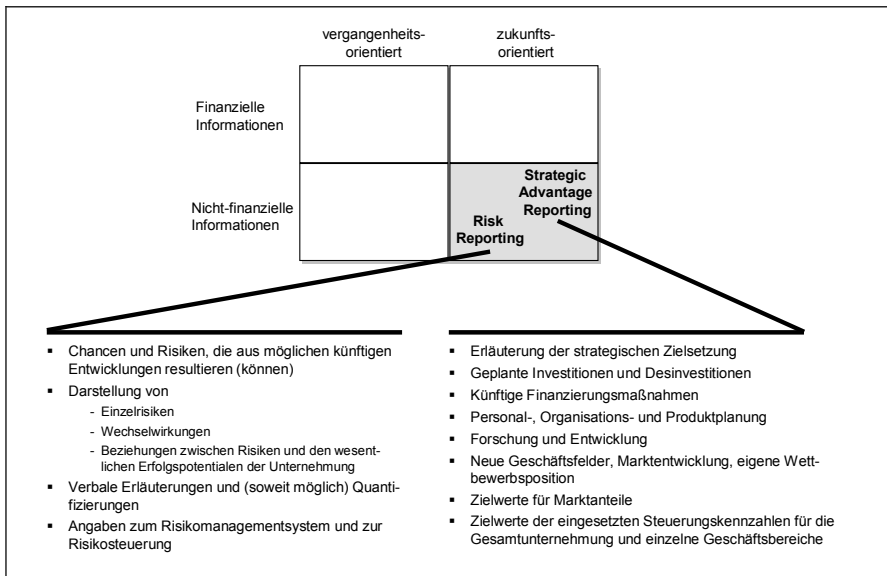 vergangenheits-
orientiert
zukunfts-
orientiert
Finanzielle
Informationen
Nicht-finanzielle
Informationen
Strategic
Advantage
Reporting
Risk
Reporting
▪ Chancen und Risiken, die aus möglichen künftigen
Entwicklungen resultieren (können)
▪ Darstellung von
- Einzelrisiken
- Wechselwirkungen
- Beziehungen zwischen Risiken und den wesent-
lichen Erfolgspotentialen der Unternehmung
▪ Verbale Erläuterungen und (soweit möglich) Quanti-
fizierungen
▪ Angaben zum Risikomanagementsystem und zur
Risikosteuerung
▪ Erläuterung der strategischen Zielsetzung
▪ Geplante Investitionen und Desinvestitionen
▪ Künftige Finanzierungsmaßnahmen
▪ Personal-, Organisations- und Produktplanung
▪ Forschung und Entwicklung
▪ Neue Geschäftsfelder, Marktentwicklung, eigene Wett-
bewerbsposition
▪ Zielwerte für Marktanteile
▪ Zielwerte der eingesetzten Steuerungskennzahlen für die
Gesamtunternehmung und einzelne Geschäftsbereiche